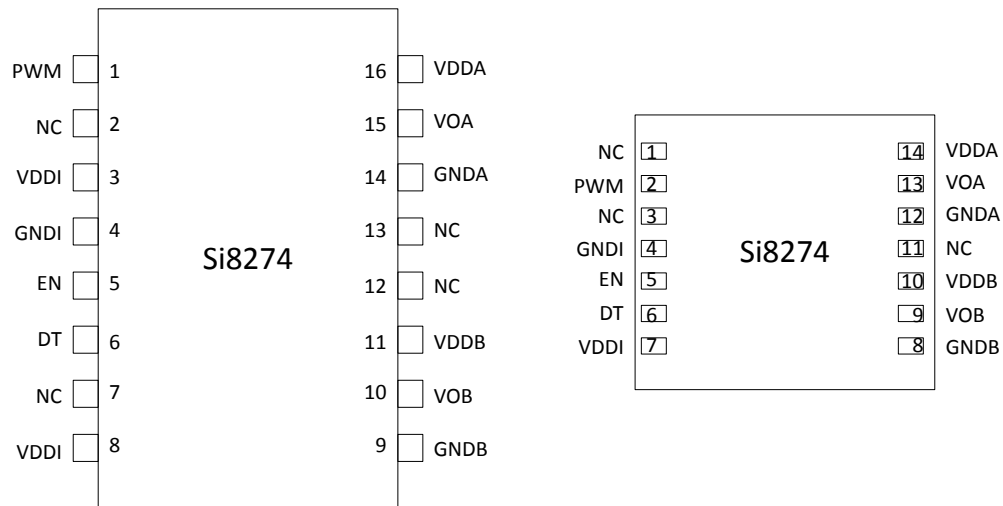 PWM 1 16 VDDA
NC 2 15 VOA
VDDI 3 14 GNDA
GNDI 4 13 NC
Si8274
EN 5 12 NC
DT 6 11 VDDB
NC 7 10 VOB
VDDI 8 9 GNDB
NC 1 14 VDDA
PWM 2 13 VOA
NC 3 12 GNDA
GNDI 4 Si8274 11 NC
EN 5 10 VDDB
DT 6 9 VOB
VDDI 7 8 GNDB